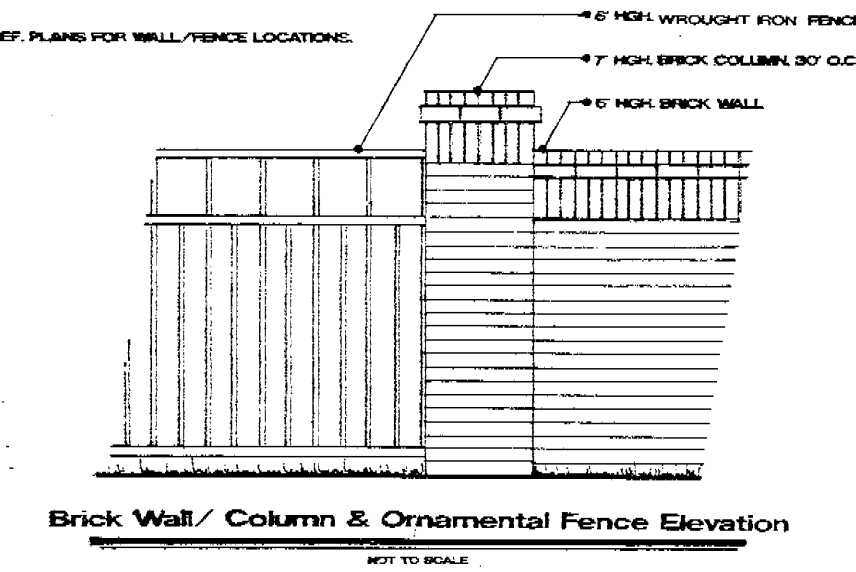 6' HGH. WROUGHT IRON FENCE
EF. PLANS FOR WALL/FENCE LOCATIONS.
7' HGH. BRICK COLUMN, 30' O.C.
6' HGH. BRICK WALL
Brick Wall/ Column & Ornamental Fence Elevation
NOT TO SCALE